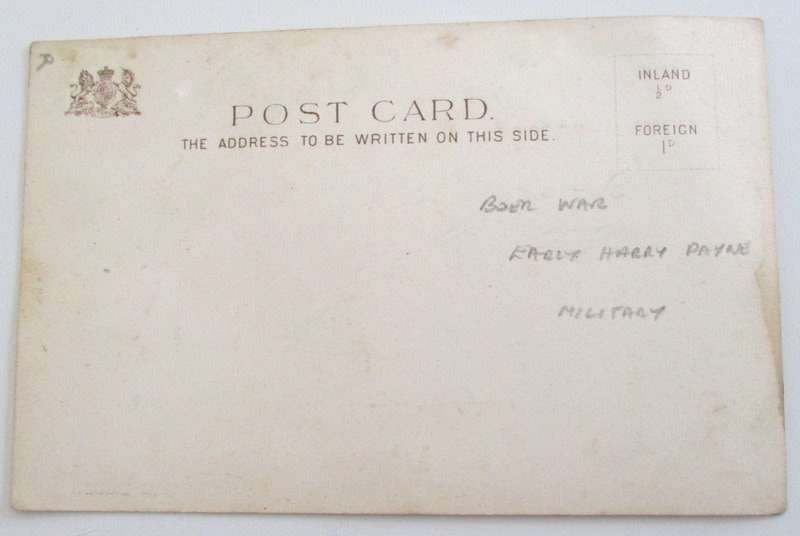 POST CARD.
THE ADDRESS TO BE WRITTEN ON THIS SIDE.
INLAND
½D
FOREIGN
1D
BOER WAR
EARLY HARRY PAYNE
MILITARY